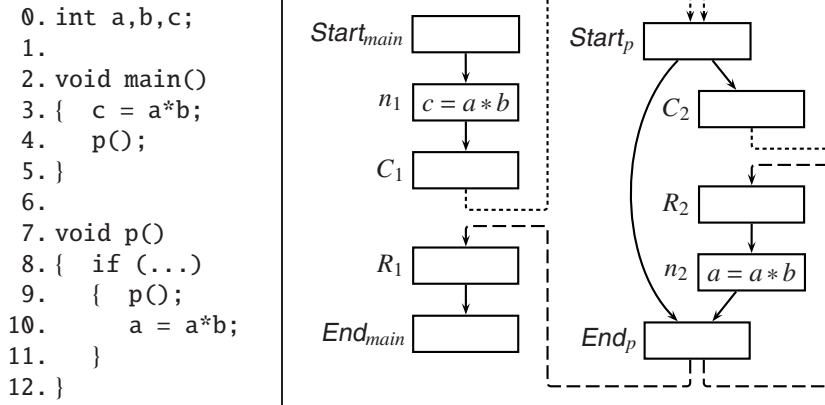 0. int a,b,c;
1.
2. void main()
3. {  c = a*b;
4.    p();
5. }
6.
7. void p()
8. {  if (...)
9.    {  p();
10.      a = a*b;
11.    }
12. }
Start_main
n_1 c = a * b
C_1
R_1
End_main
Start_p
C_2
R_2
n_2 a = a * b
End_p